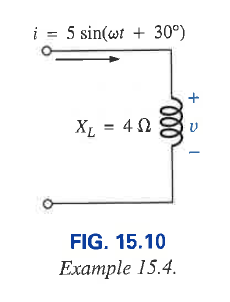 i = 5 sin(ωt + 30°)
+
X_L = 4 Ω
υ
–
FIG. 15.10
Example 15.4.